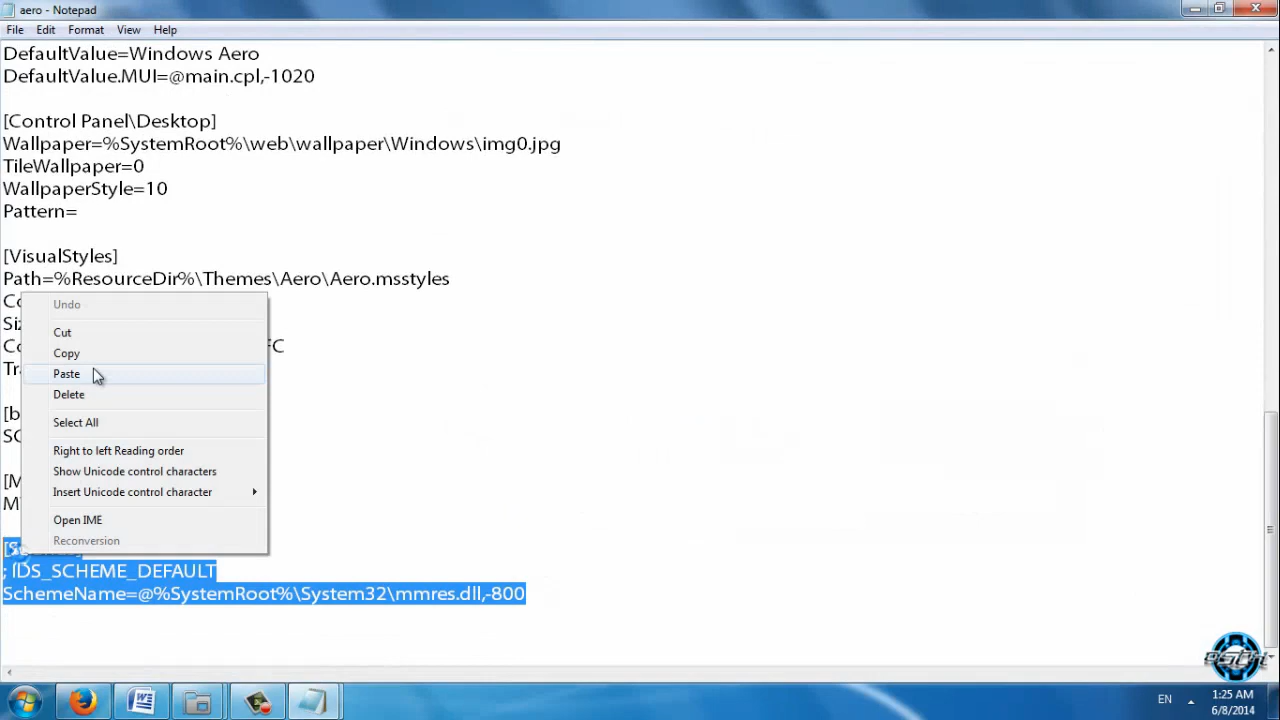 aero - Notepad
File Edit Format View Help
DefaultValue=Windows Aero
DefaultValue.MUI=@main.cpl,-1020
[Control Panel\Desktop]
Wallpaper=%SystemRoot%\web\wallpaper\Windows\img0.jpg
TileWallpaper=0
WallpaperStyle=10
Pattern=
[VisualStyles]
Path=%ResourceDir%\Themes\Aero\Aero.msstyles
Undo
Cut
Copy
Paste
Delete
Select All
Right to left Reading order
Show Unicode control characters
Insert Unicode control character
Open IME
Reconversion
; IDS_SCHEME_DEFAULT
SchemeName=@%SystemRoot%\System32\mmres.dll,-800
EN
1:25 AM
6/8/2014